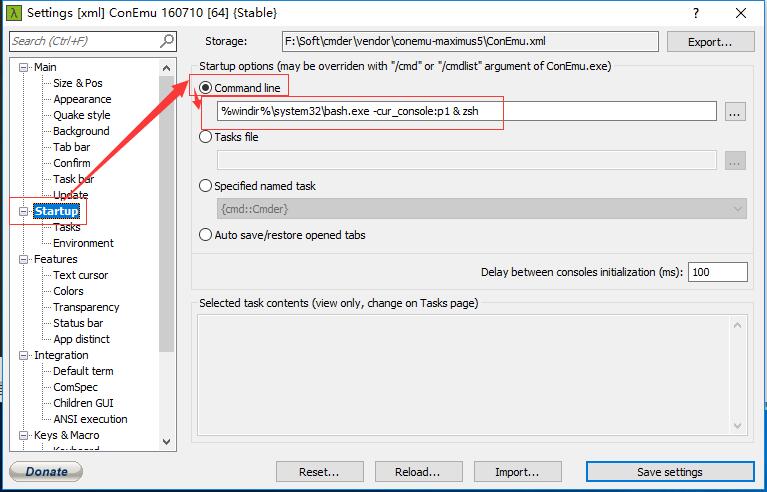 Settings [xml] ConEmu 160710 [64] {Stable}
Search (Ctrl+F)
Storage:
F:\Soft\cmder\vendor\conemu-maximus5\ConEmu.xml
Export...
Main
Size & Pos
Appearance
Quake style
Background
Tab bar
Confirm
Task bar
Update
Startup
Tasks
Environment
Features
Text cursor
Colors
Transparency
Status bar
App distinct
Integration
Default term
ComSpec
Children GUI
ANSI execution
Keys & Macro
Keyboard
Startup options (may be overriden with "/cmd" or "/cmdlist" argument of ConEmu.exe)
Command line
%windir%\system32\bash.exe -cur_console:p1 & zsh
...
Tasks file
...
Specified named task
{cmd::Cmder}
Auto save/restore opened tabs
Delay between consoles initialization (ms):
100
Selected task contents (view only, change on Tasks page)
Donate
Reset...
Reload...
Import...
Save settings